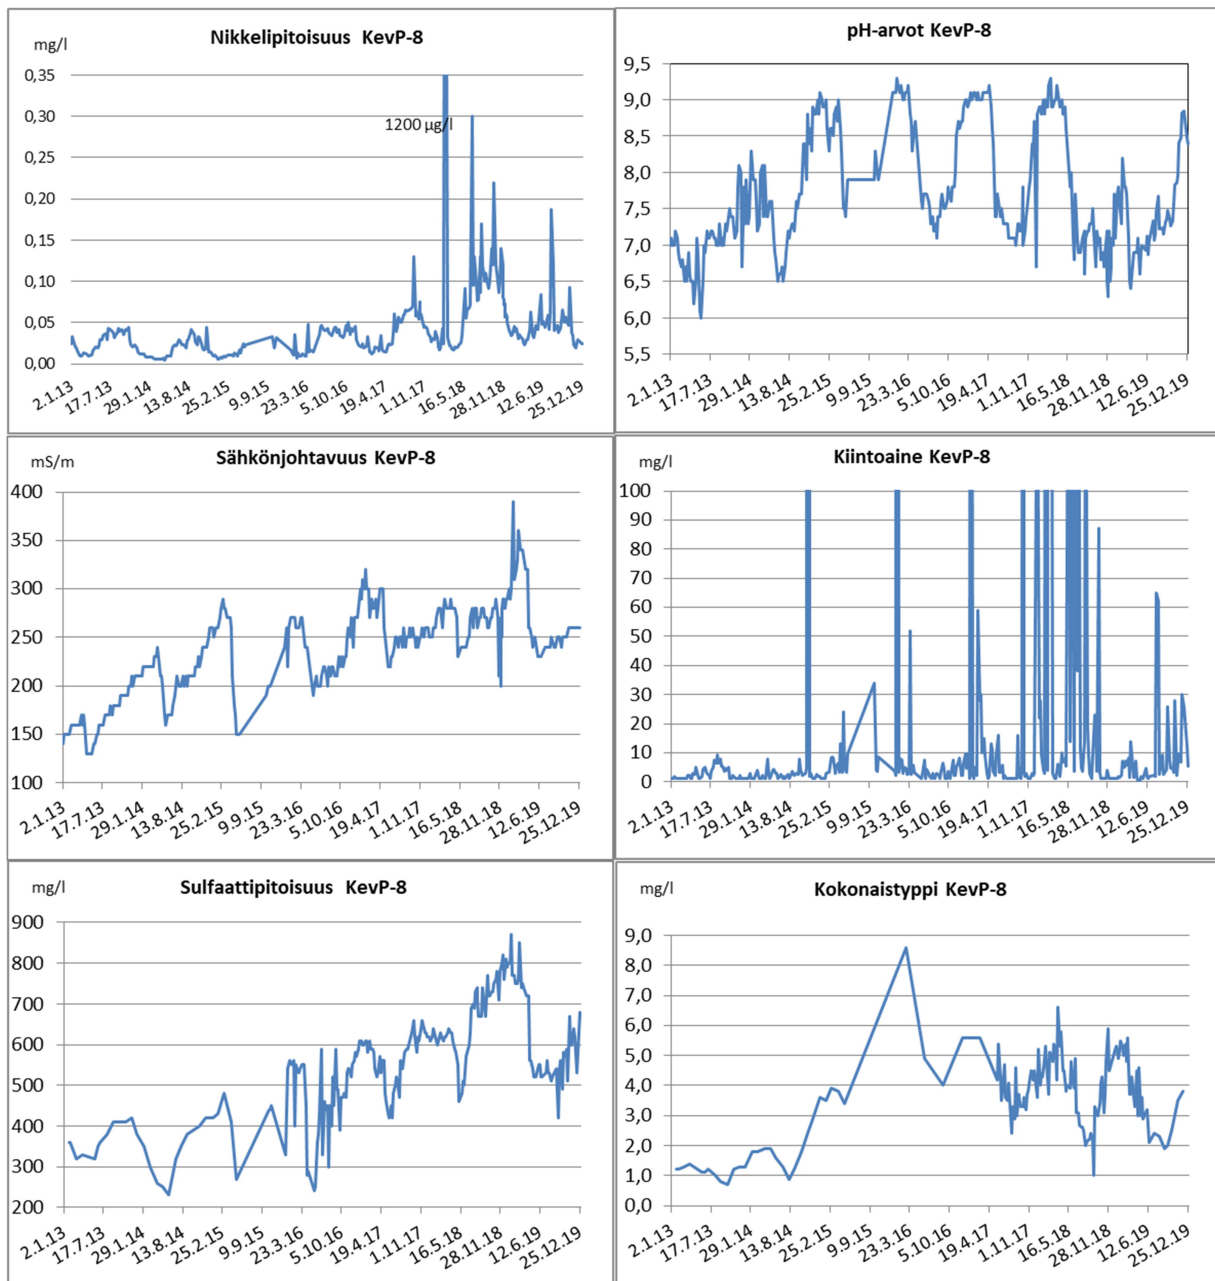 Nikkelipitoisuus KevP-8
mg/l
0,35
0,30
0,25
0,20
0,15
0,10
0,05
0,00
1200 µg/l
2.1.13 17.7.13 29.1.14 13.8.14 25.2.15 9.9.15 23.3.16 5.10.16 19.4.17 1.11.17 16.5.18 28.11.18 12.6.19 25.12.19
pH-arvot KevP-8
9,5
9,0
8,5
8,0
7,5
7,0
6,5
6,0
5,5
2.1.13 17.7.13 29.1.14 13.8.14 25.2.15 9.9.15 23.3.16 5.10.16 19.4.17 1.11.17 16.5.18 28.11.18 12.6.19 25.12.19
Sähkönjohtavuus KevP-8
mS/m
400
350
300
250
200
150
100
2.1.13 17.7.13 29.1.14 13.8.14 25.2.15 9.9.15 23.3.16 5.10.16 19.4.17 1.11.17 16.5.18 28.11.18 12.6.19 25.12.19
Kiintoaine KevP-8
mg/l
100
90
80
70
60
50
40
30
20
10
0
2.1.13 17.7.13 29.1.14 13.8.14 25.2.15 9.9.15 23.3.16 5.10.16 19.4.17 1.11.17 16.5.18 28.11.18 12.6.19 25.12.19
Sulfaattipitoisuus KevP-8
mg/l
900
800
700
600
500
400
300
200
2.1.13 17.7.13 29.1.14 13.8.14 25.2.15 9.9.15 23.3.16 5.10.16 19.4.17 1.11.17 16.5.18 28.11.18 12.6.19 25.12.19
Kokonaistyppi KevP-8
mg/l
9,0
8,0
7,0
6,0
5,0
4,0
3,0
2,0
1,0
0,0
2.1.13 17.7.13 29.1.14 13.8.14 25.2.15 9.9.15 23.3.16 5.10.16 19.4.17 1.11.17 16.5.18 28.11.18 12.6.19 25.12.19